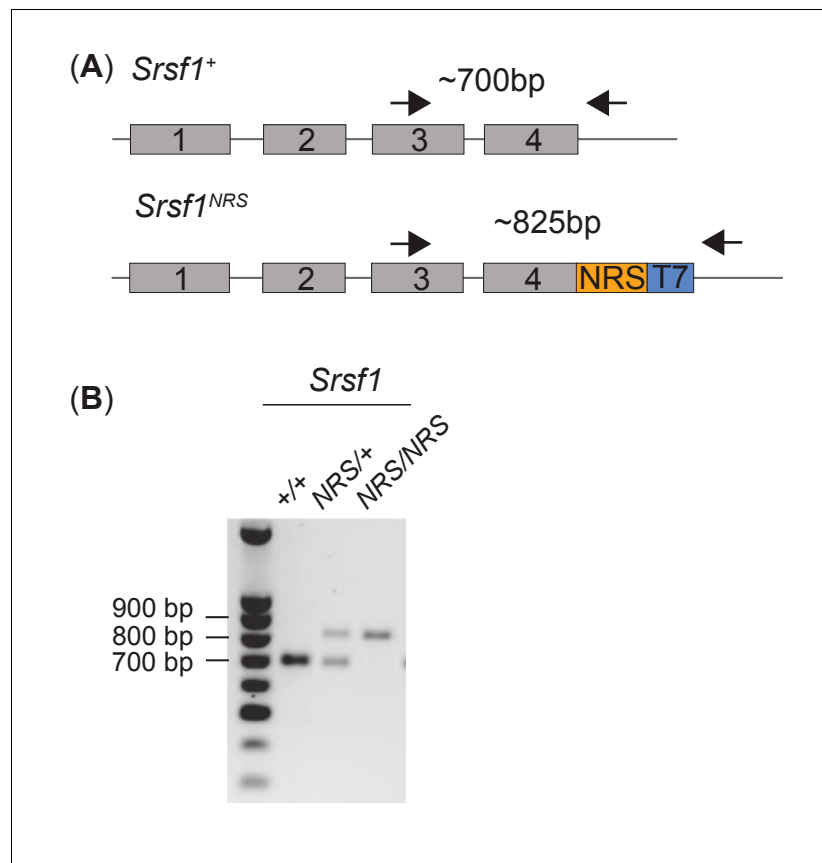 (A) Srsf1⁺
~700bp
1 2 3 4
Srsf1ᴺᴿˢ
~825bp
1 2 3 4 NRS T7
(B)
Srsf1
+/+ NRS/+ NRS/NRS
900 bp
800 bp
700 bp